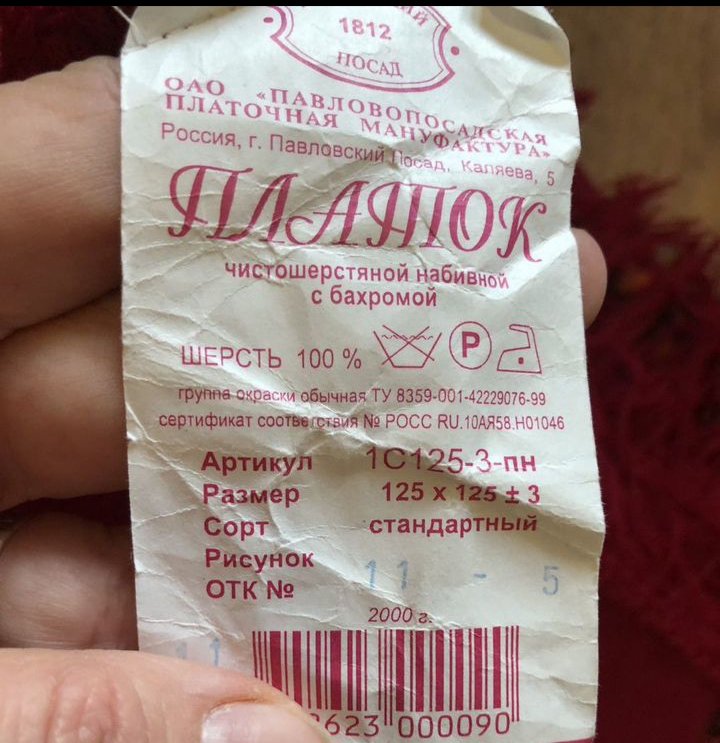 1812
ПОСАД
ОАО «ПАВЛОВОПОСАДСКАЯ
ПЛАТОЧНАЯ МАНУФАКТУРА»
Россия, г. Павловский Посад, Каляева, 5
ПЛАТОК
чистошерстяной набивной
с бахромой
ШЕРСТЬ 100 % P
группа окраски обычная ТУ 8359-001-42229076-99
сертификат соответствия № РОСС RU.10АЯ58.Н01046
Артикул 1С125-3-пн
Размер 125 x 125 ± 3
Сорт стандартный
Рисунок 11 - 5
ОТК №
2000 г.
11
623 000090